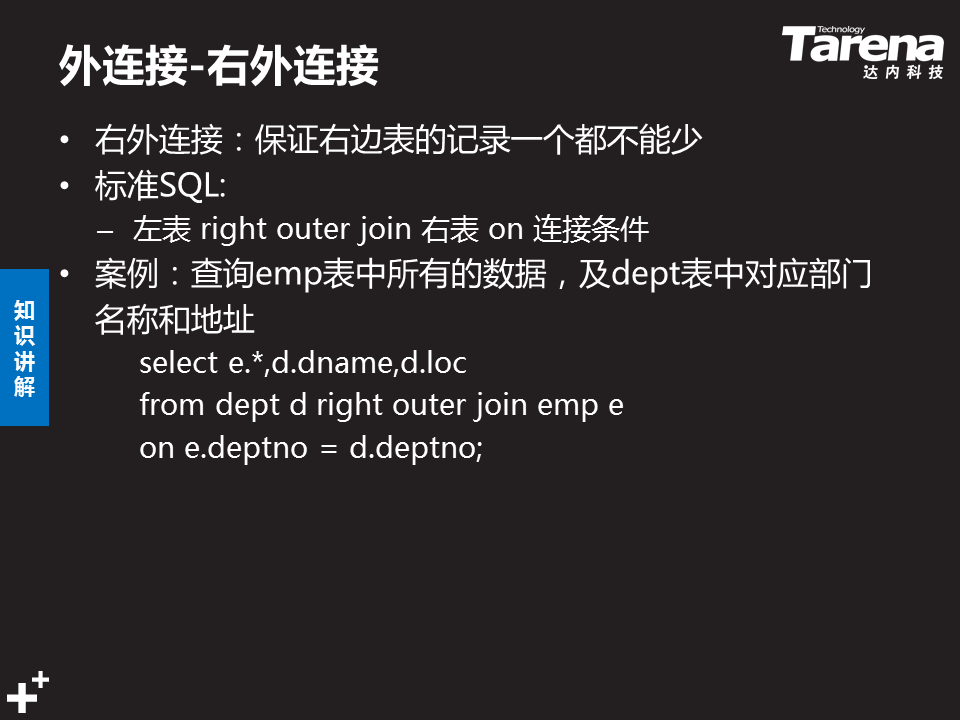 外连接-右外连接
Technology
Tarena
达内科技
• 右外连接：保证右边表的记录一个都不能少
• 标准SQL:
– 左表 right outer join 右表 on 连接条件
• 案例：查询emp表中所有的数据，及dept表中对应部门
名称和地址
select e.*,d.dname,d.loc
from dept d right outer join emp e
on e.deptno = d.deptno;
知
识
讲
解